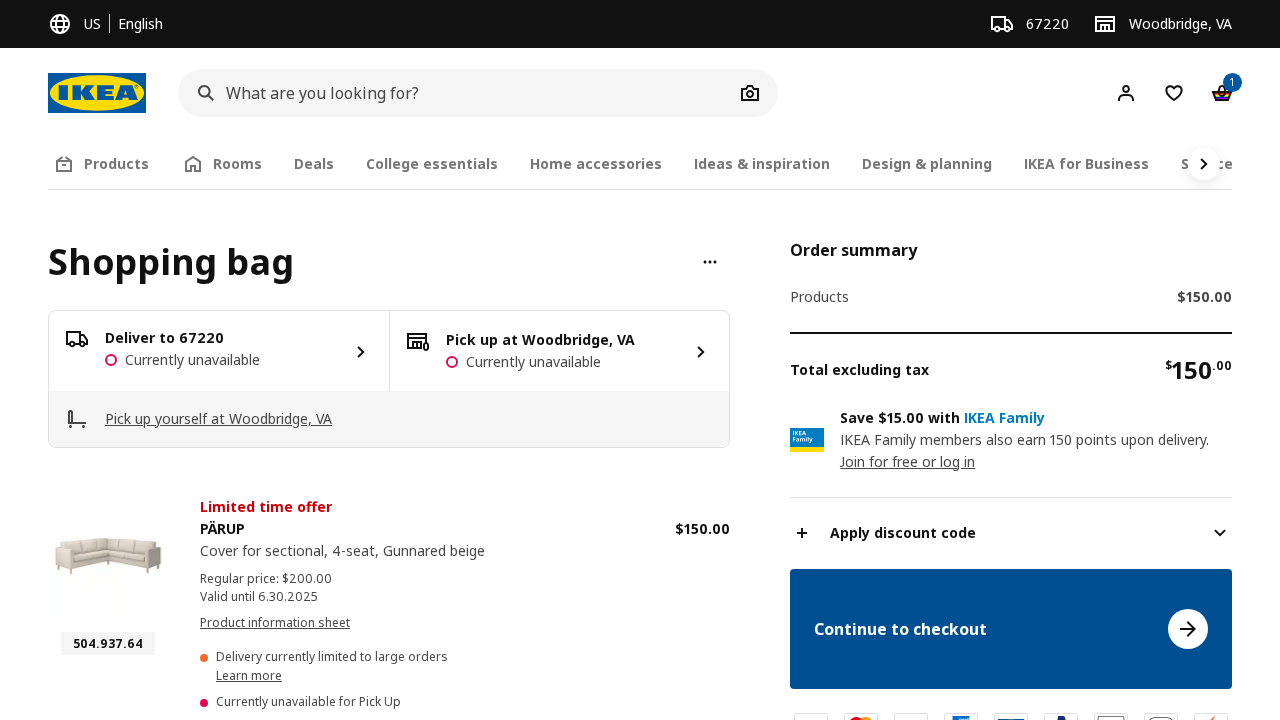 US English
67220
Woodbridge, VA
IKEA
What are you looking for?
1
Products
Rooms
Deals
College essentials
Home accessories
Ideas & inspiration
Design & planning
IKEA for Business
Shopping bag
Deliver to 67220
Currently unavailable
Pick up at Woodbridge, VA
Currently unavailable
Pick up yourself at Woodbridge, VA
Limited time offer
PÄRUP $150.00
Cover for sectional, 4-seat, Gunnared beige
Regular price: $200.00
Valid until 6.30.2025
Product information sheet
504.937.64
Delivery currently limited to large orders
Learn more
Currently unavailable for Pick Up
Order summary
Products $150.00
Total excluding tax $150.00
IKEA
Family
Save $15.00 with IKEA Family
IKEA Family members also earn 150 points upon delivery.
Join for free or log in
Apply discount code
Continue to checkout